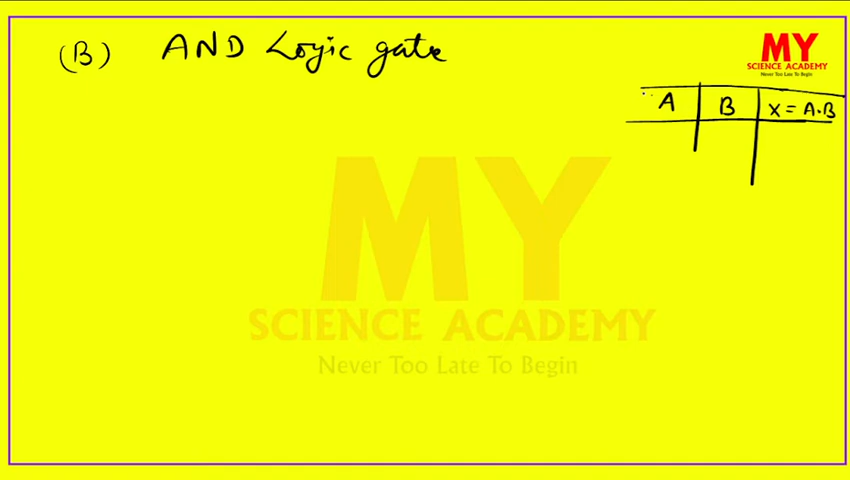 (B) AND Logic gate
MY
SCIENCE ACADEMY
Never Too Late To Begin
A B X = A.B
MY
SCIENCE ACADEMY
Never Too Late To Begin